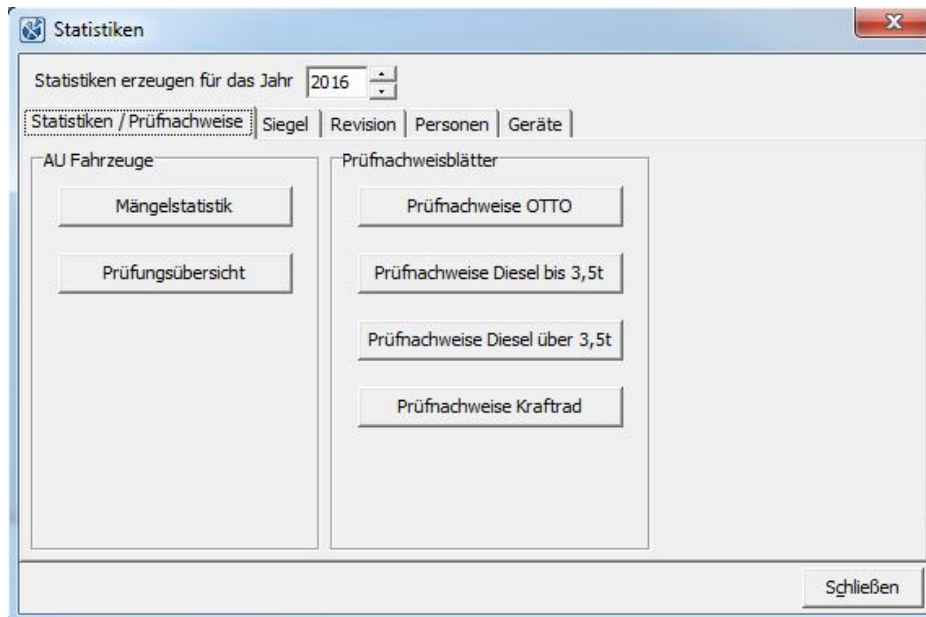 Statistiken
Statistiken erzeugen für das Jahr 2016
Statistiken / Prüfnachweise Siegel Revision Personen Geräte
AU Fahrzeuge
Mängelstatistik
Prüfungsübersicht
Prüfnachweisblätter
Prüfnachweise OTTO
Prüfnachweise Diesel bis 3,5t
Prüfnachweise Diesel über 3,5t
Prüfnachweise Kraftrad
Schließen